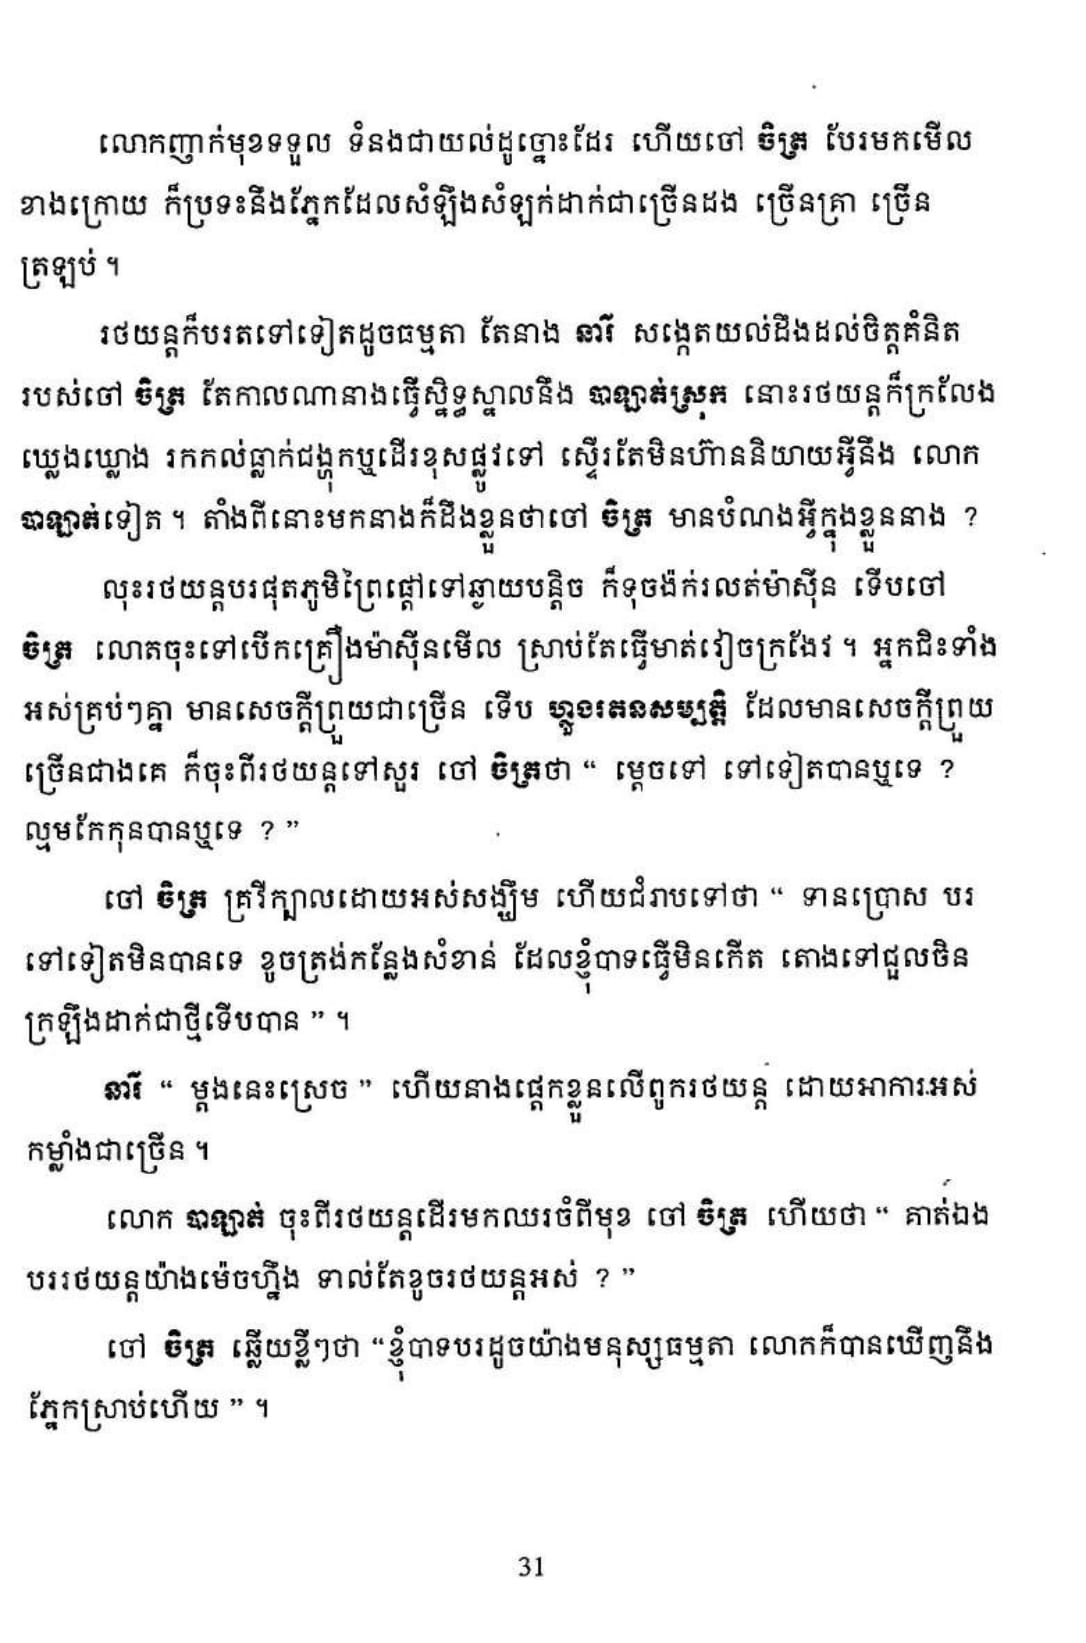 លោកញាក់មុខទទួល ទំនងជាយល់ដូច្នោះដែរ ហើយចៅ ចិត្រ បែរមកមើល
ខាងក្រោយ ក៏ប្រទះនឹងភ្នែកដែលសំឡឹងសំឡក់ដាក់ជាច្រើនដង ច្រើនគ្រា ច្រើន
ត្រឡប់ ។
រថយន្តក៏បរតទៅទៀតដូចធម្មតា តែនាង នារី សង្កេតយល់ដឹងដល់ចិត្តគំនិត
របស់ចៅ ចិត្រ តែកាលណានាងធ្វើស្និទ្ធស្នាលនឹង បាឡាត់ស្រុក នោះរថយន្តក៏ក្រលែង
ឃ្លេងឃ្លោង រកកល់ធ្លាក់ជង្ហុកឬដើរខុសផ្លូវទៅ ស្ទើរតែមិនហ៊ាននិយាយអ្វីនឹង លោក
បាឡាត់ទៀត ។ តាំងពីនោះមកនាងក៏ដឹងខ្លួនថាចៅ ចិត្រ មានបំណងអ្វីក្នុងខ្លួននាង ?
លុះរថយន្តបរផុតភូមិព្រៃផ្តៅទៅឆ្ងាយបន្តិច ក៏ទុចង៉ក់រលត់ម៉ាស៊ីន ទើបចៅ
ចិត្រ លោតចុះទៅបើកគ្រឿងម៉ាស៊ីនមើល ស្រាប់តែធ្វើមាត់វៀចក្រងែវ ។ អ្នកជិះទាំង
អស់គ្រប់ៗគ្នា មានសេចក្តីព្រួយជាច្រើន ទើប ហ្លួងរតនសម្បត្តិ ដែលមានសេចក្តីព្រួយ
ច្រើនជាងគេ ក៏ចុះពីរថយន្តទៅសួរ ចៅ ចិត្រថា “ ម្តេចទៅ ទៅទៀតបានឬទេ ?
ល្មមកែកុនបានឬទេ ? ”
ចៅ ចិត្រ គ្រវីក្បាលដោយអស់សង្ឃឹម ហើយជំរាបទៅថា “ ទានប្រោស បរ
ទៅទៀតមិនបានទេ ខូចត្រង់កន្លែងសំខាន់ ដែលខ្ញុំបាទធ្វើមិនកើត តោងទៅជួលចិន
ក្រឡឹងដាក់ជាថ្មីទើបបាន ” ។
នារី “ ម្តងនេះស្រេច ” ហើយនាងផ្តេកខ្លួនលើពូករថយន្ត ដោយអាការៈអស់
កម្លាំងជាច្រើន ។
លោក បាឡាត់ ចុះពីរថយន្តដើរមកឈរចំពីមុខ ចៅ ចិត្រ ហើយថា “ គាត់ឯង
បររថយន្តយ៉ាងម៉េចហ្នឹង ទាល់តែខូចរថយន្តអស់ ? ”
ចៅ ចិត្រ ឆ្លើយខ្លីៗថា “ខ្ញុំបាទបរដូចយ៉ាងមនុស្សធម្មតា លោកក៏បានឃើញនឹង
ភ្នែកស្រាប់ហើយ ” ។
31